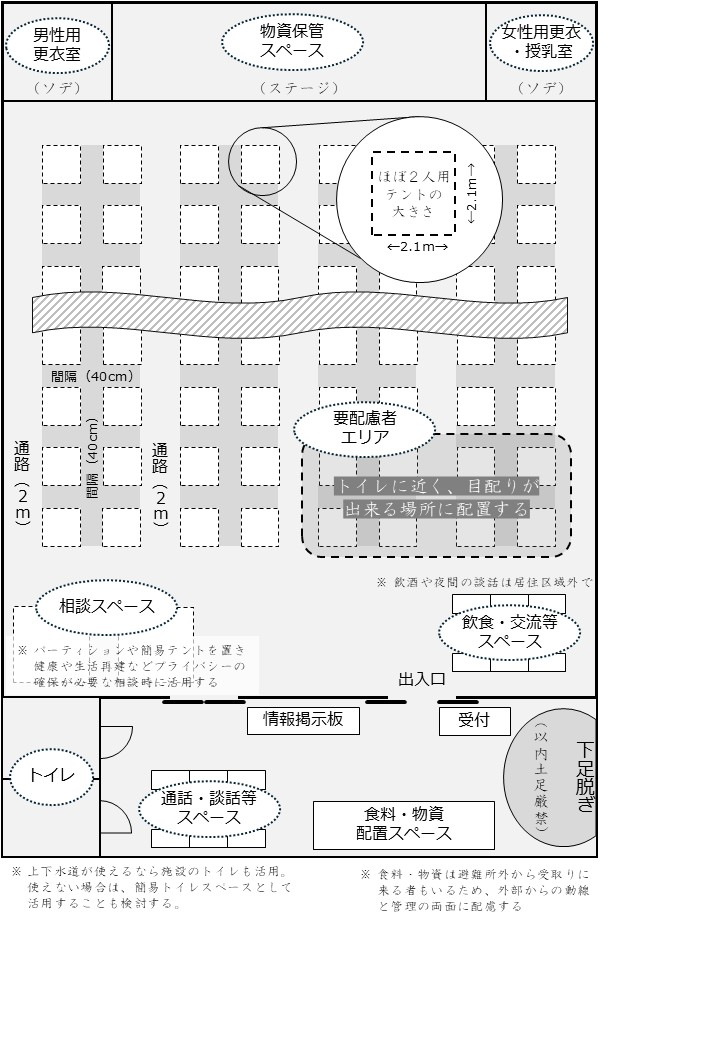 男性用
更衣室
（ソデ）
物資保管
スペース
（ステージ）
女性用更衣
・授乳室
（ソデ）
ほぼ２人用
テントの
大きさ
←2.1m→
←2.1m→
間隔（40cm）
間隔（40cm）
通路（２ｍ）
通路（２ｍ）
要配慮者
エリア
トイレに近く、目配りが
出来る場所に配置する
※ 飲酒や夜間の談話は居住区域外で
相談スペース
※ パーティションや簡易テントを置き
健康や生活再建などプライバシーの
確保が必要な相談時に活用する
飲食・交流等
スペース
出入口
情報掲示板
受付
トイレ
通話・談話等
スペース
食料・物資
配置スペース
下足脱ぎ
（以内土足厳禁）
※ 上下水道が使えるなら施設のトイレも活用。
使えない場合は、簡易トイレスペースとして
活用することも検討する。
※ 食料・物資は避難所外から受取りに
来る者もいるため、外部からの動線
と管理の両面に配慮する